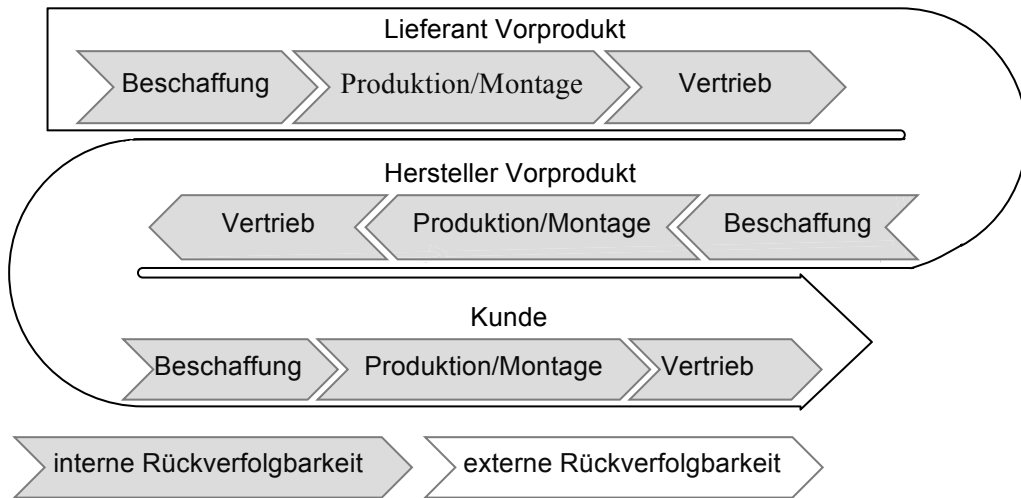 Lieferant Vorprodukt
Beschaffung Produktion/Montage Vertrieb
Hersteller Vorprodukt
Vertrieb Produktion/Montage Beschaffung
Kunde
Beschaffung Produktion/Montage Vertrieb
interne Rückverfolgbarkeit externe Rückverfolgbarkeit